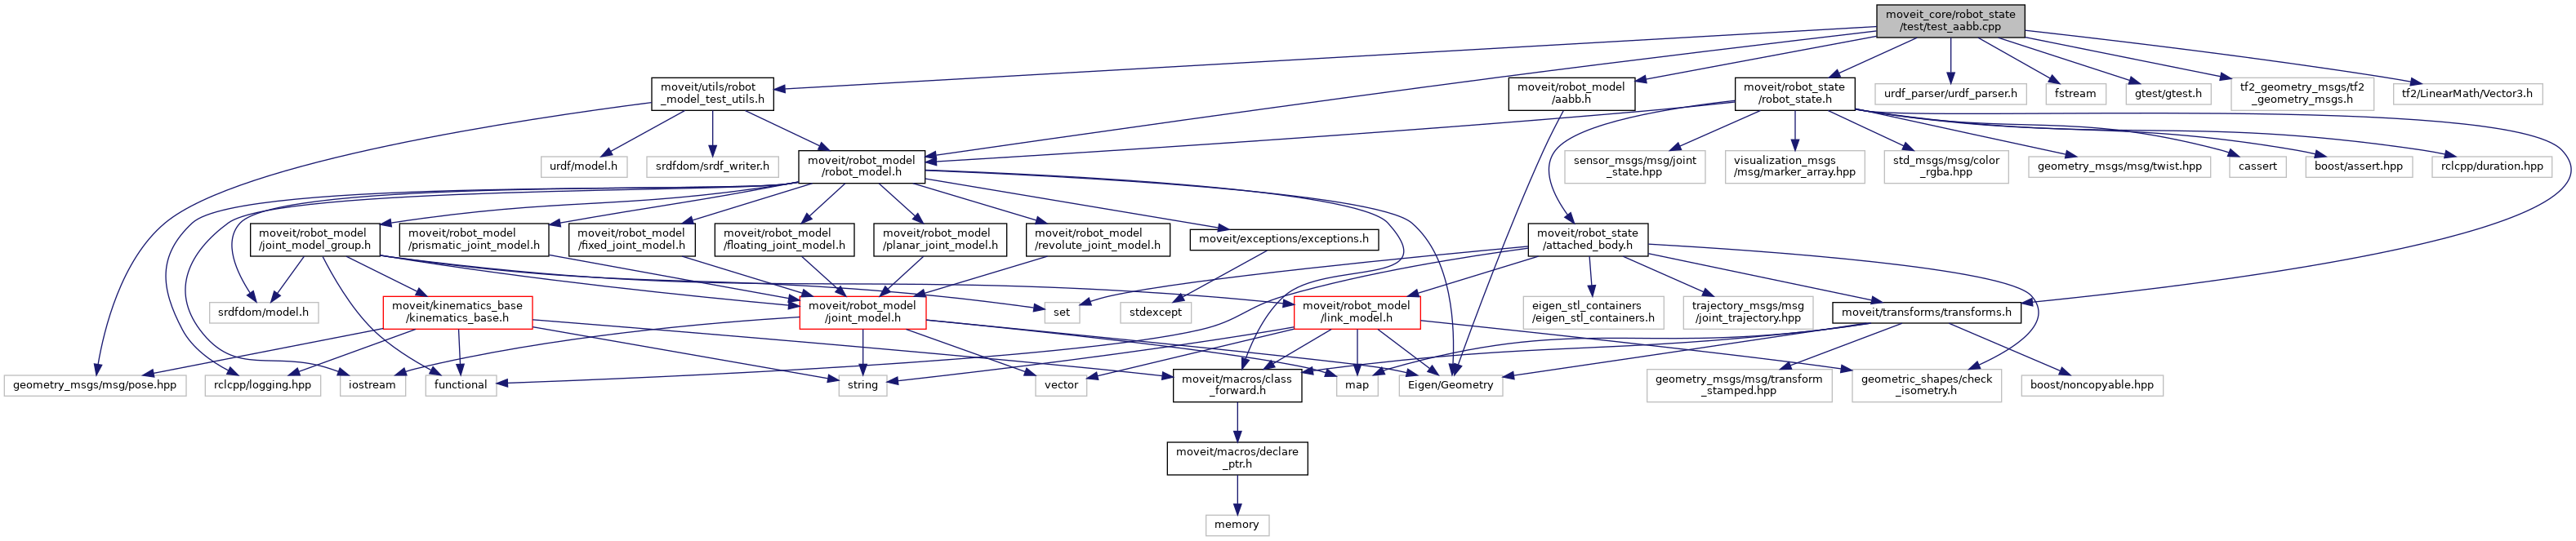 moveit_core/robot_state
/test/test_aabb.cpp
moveit/utils/robot
_model_test_utils.h
moveit/robot_model
/aabb.h
moveit/robot_state
/robot_state.h
urdf_parser/urdf_parser.h
fstream
gtest/gtest.h
tf2_geometry_msgs/tf2
_geometry_msgs.h
tf2/LinearMath/Vector3.h
urdf/model.h
srdfdom/srdf_writer.h
moveit/robot_model
/robot_model.h
sensor_msgs/msg/joint
_state.hpp
visualization_msgs
/msg/marker_array.hpp
std_msgs/msg/color
_rgba.hpp
geometry_msgs/msg/twist.hpp
cassert
boost/assert.hpp
rclcpp/duration.hpp
moveit/robot_model
/joint_model_group.h
moveit/robot_model
/prismatic_joint_model.h
moveit/robot_model
/fixed_joint_model.h
moveit/robot_model
/floating_joint_model.h
moveit/robot_model
/planar_joint_model.h
moveit/robot_model
/revolute_joint_model.h
moveit/exceptions/exceptions.h
moveit/robot_state
/attached_body.h
srdfdom/model.h
moveit/kinematics_base
/kinematics_base.h
moveit/robot_model
/joint_model.h
set
stdexcept
moveit/robot_model
/link_model.h
eigen_stl_containers
/eigen_stl_containers.h
trajectory_msgs/msg
/joint_trajectory.hpp
moveit/transforms/transforms.h
geometry_msgs/msg/pose.hpp
rclcpp/logging.hpp
iostream
functional
string
vector
moveit/macros/class
_forward.h
map
Eigen/Geometry
geometry_msgs/msg/transform
_stamped.hpp
geometric_shapes/check
_isometry.h
boost/noncopyable.hpp
moveit/macros/declare
_ptr.h
memory